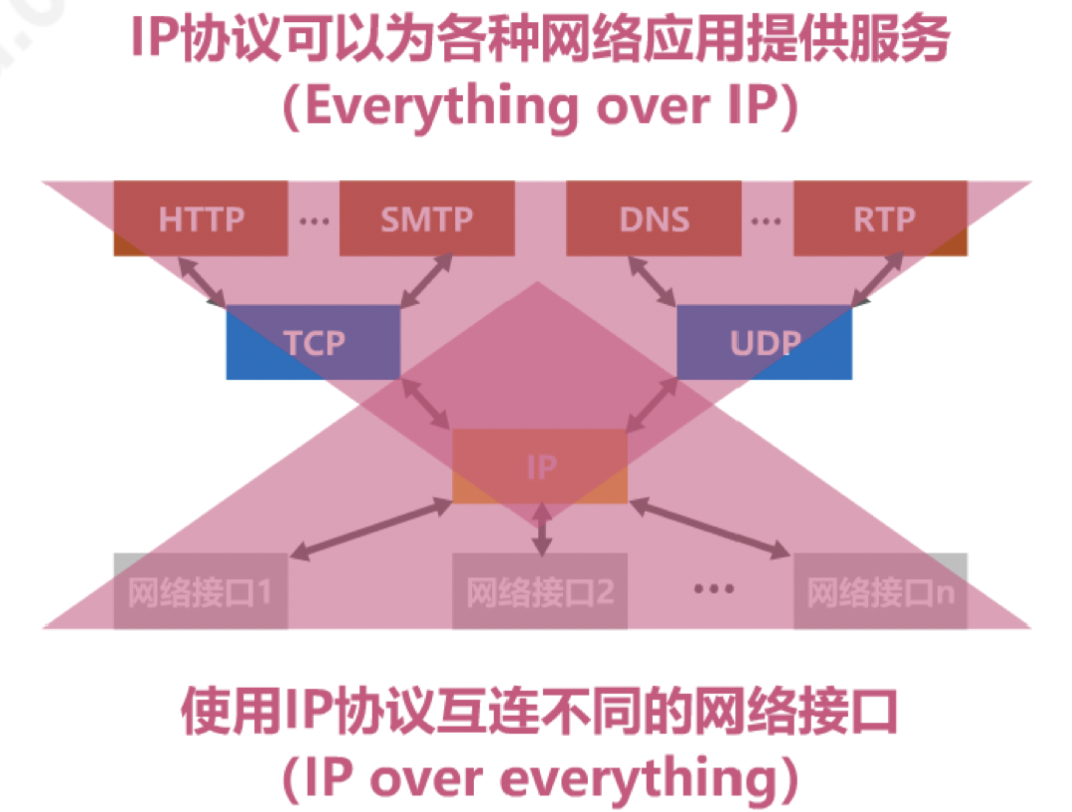 IP协议可以为各种网络应用提供服务
(Everything over IP)
HTTP ··· SMTP DNS ··· RTP
TCP UDP
IP
网络接口1 网络接口2 ··· 网络接口n
使用IP协议互连不同的网络接口
(IP over everything)